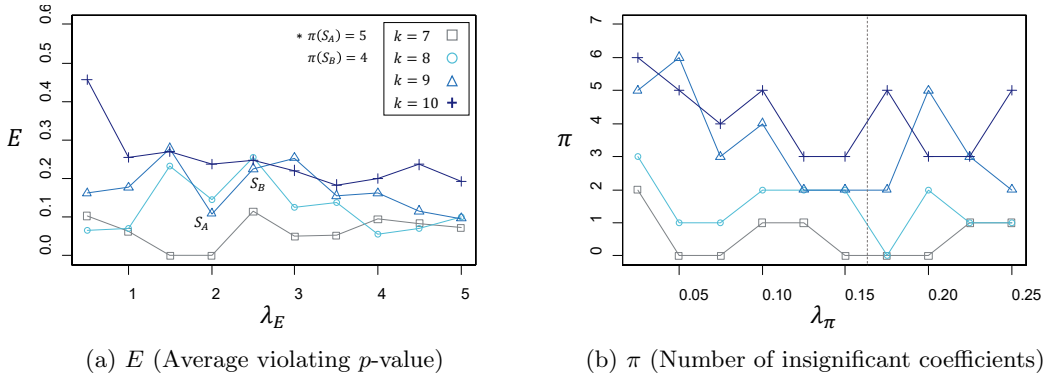 0.0 0.1 0.2 0.3 0.4 0.5 0.6
E
* π(S_A) = 5
π(S_B) = 4
k = 7
k = 8
k = 9
k = 10
S_A
S_B
1 2 3 4 5
λ_E
(a) E (Average violating p-value)
0 1 2 3 4 5 6 7
π
0.05 0.10 0.15 0.20 0.25
λ_π
(b) π (Number of insignificant coefficients)